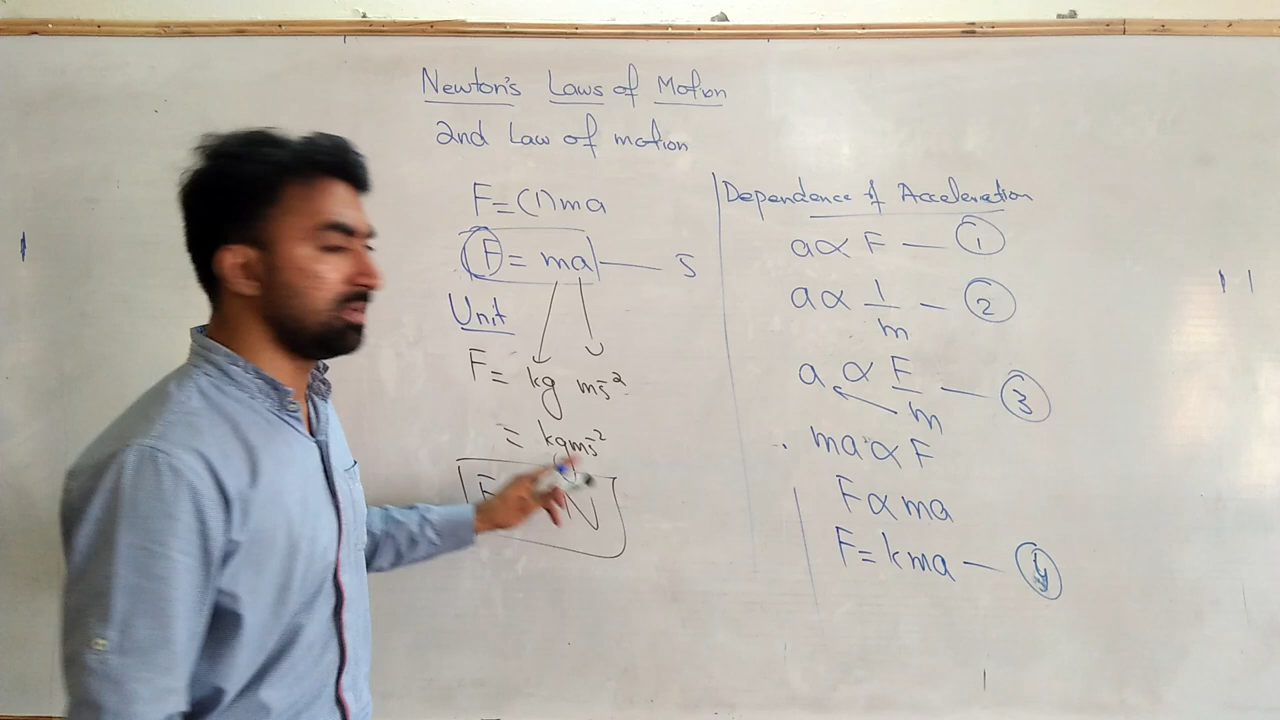 Newton's Laws of Motion
2nd Law of motion
F=(1)ma
F = ma — 5
Unit
F = kg ms⁻²
= kgms⁻²
F N
Dependence of Acceleration
a ∝ F — 1
a ∝ 1/m — 2
a ∝ F/m — 3
ma ∝ F
F ∝ ma
F = kma — 4